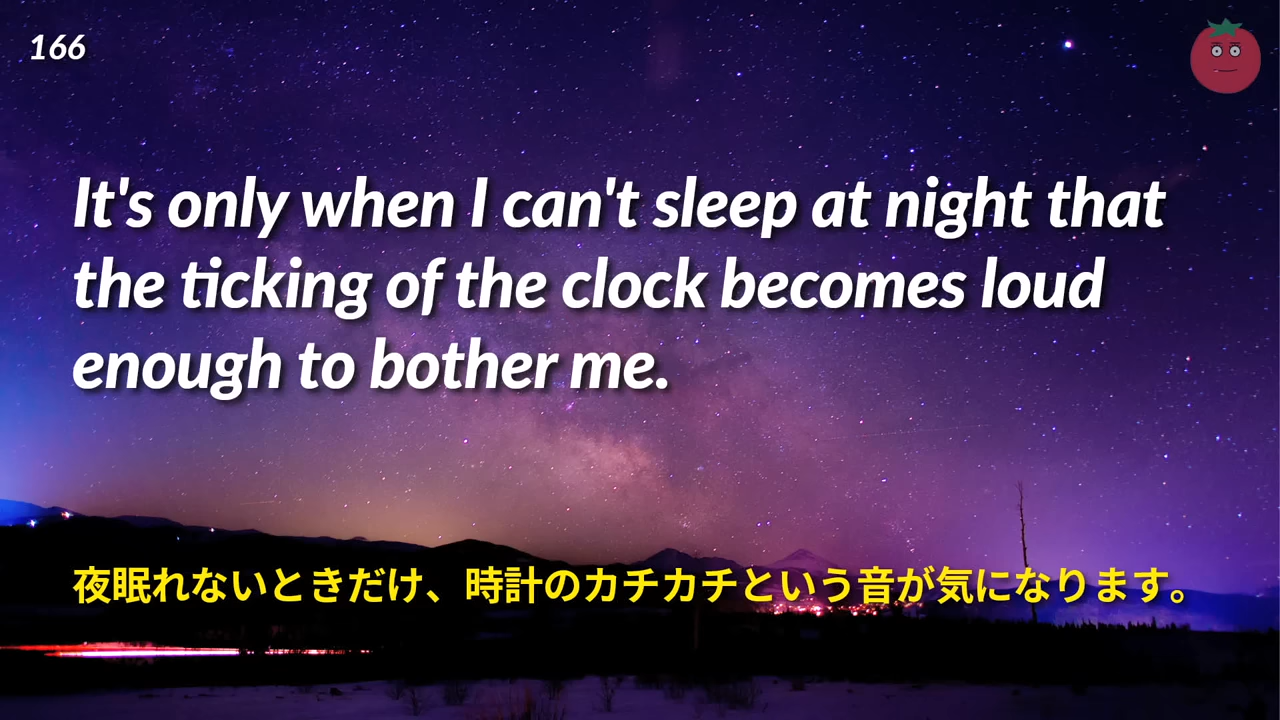 166
It's only when I can't sleep at night that
the ticking of the clock becomes loud
enough to bother me.
夜眠れないときだけ、時計のカチカチという音が気になります。